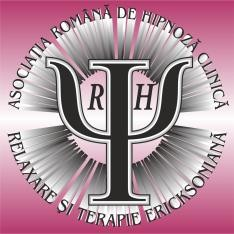 ASOCIAȚIA ROMÂNĂ DE HIPNOZĂ CLINICĂ
R H
RELAXARE ȘI TERAPIE ERICKSONIANĂ